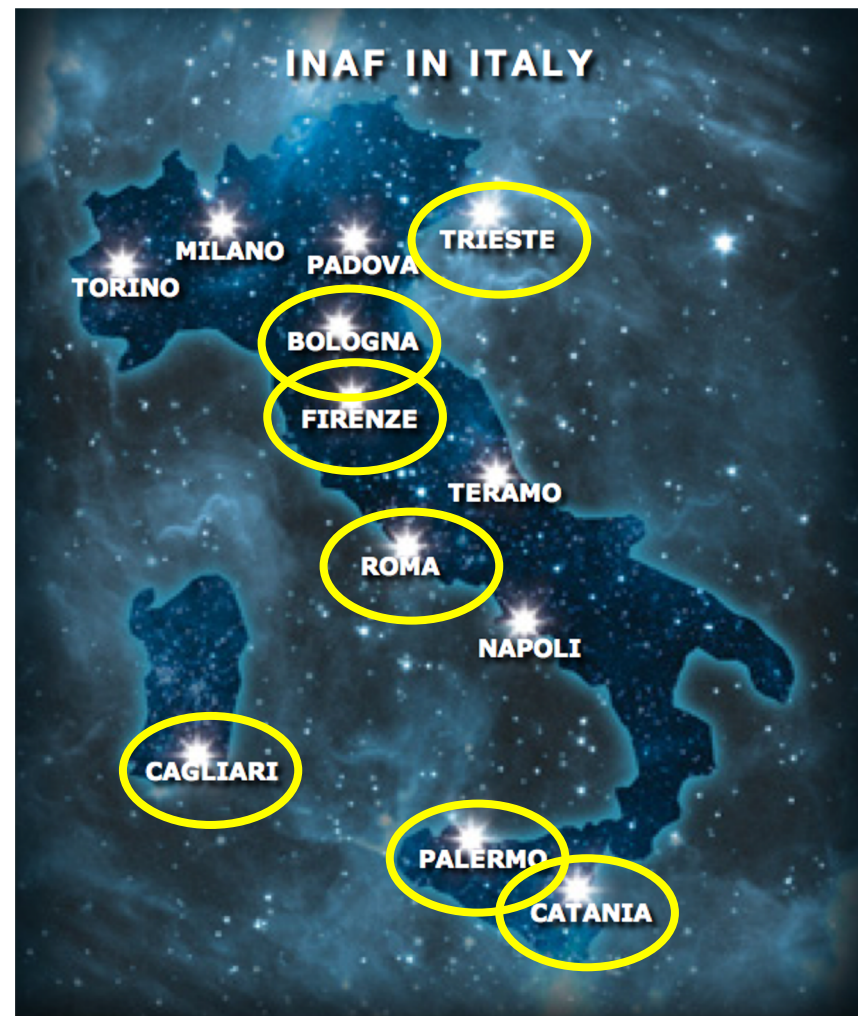 INAF IN ITALY
TRIESTE
MILANO
PADOVA
TORINO
BOLOGNA
FIRENZE
TERAMO
ROMA
NAPOLI
CAGLIARI
PALERMO
CATANIA